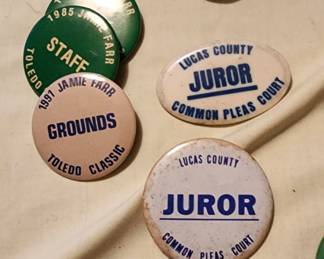 1985 JAMIE FARR
STAFF
TOLEDO
1991 JAMIE FARR
GROUNDS
TOLEDO CLASSIC
LUCAS COUNTY
JUROR
COMMON PLEAS COURT
LUCAS COUNTY
JUROR
COMMON PLEAS COURT